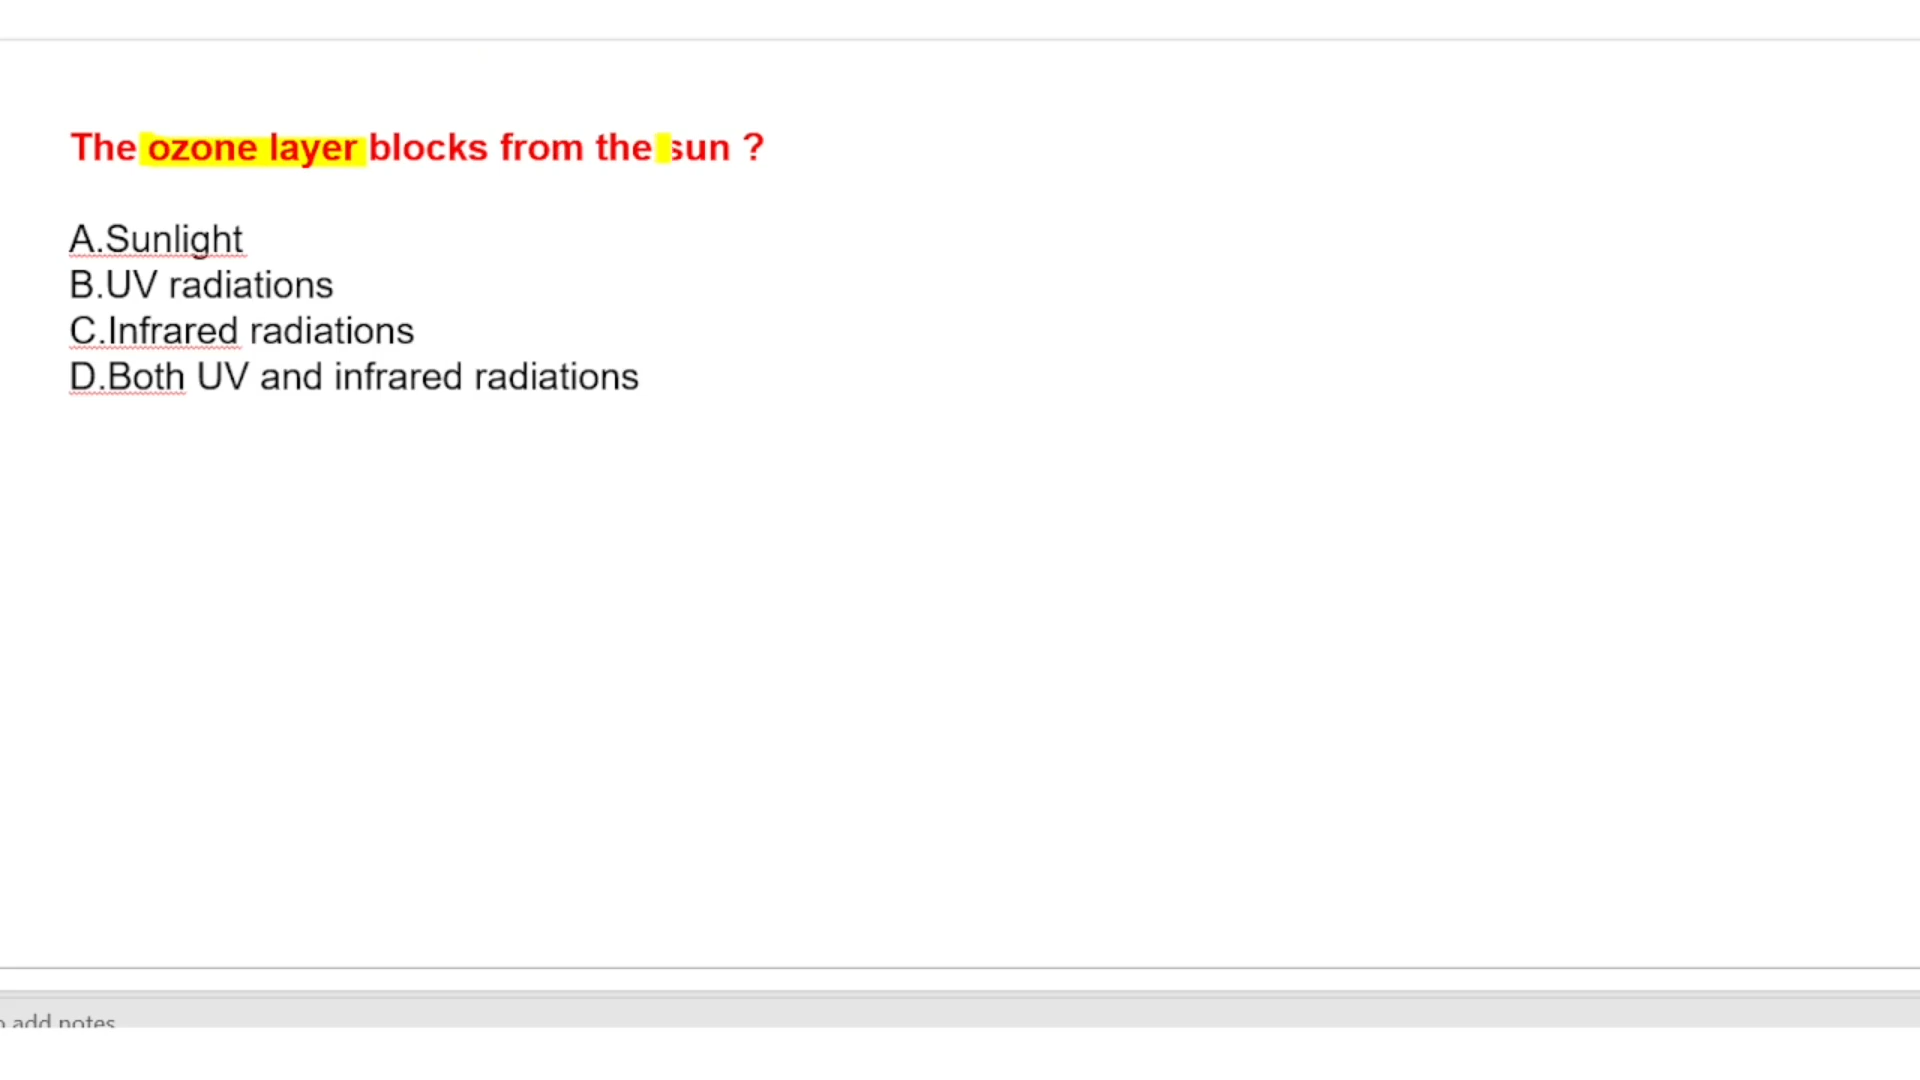 The ozone layer blocks from the sun ?
A.Sunlight
B.UV radiations
C.Infrared radiations
D.Both UV and infrared radiations
add notes